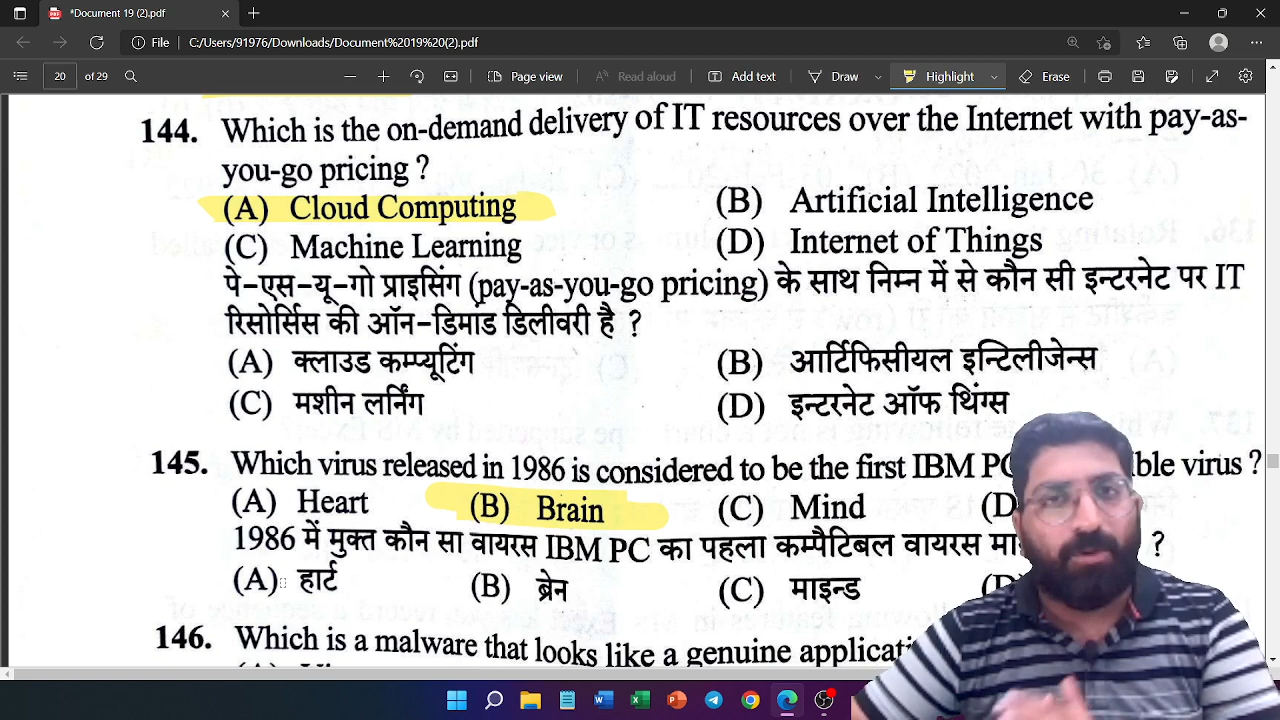 *Document 19 (2).pdf
File C:/Users/91976/Downloads/Document%2019%20(2).pdf
20 of 29 Page view Read aloud Add text Draw Highlight Erase
144. Which is the on-demand delivery of IT resources over the Internet with pay-as-
you-go pricing ?
(A) Cloud Computing (B) Artificial Intelligence
(C) Machine Learning (D) Internet of Things
पे-एस-यू-गो प्राइसिंग (pay-as-you-go pricing) के साथ निम्न में से कौन सी इन्टरनेट पर IT
रिसोर्सिस की ऑन-डिमांड डिलीवरी है ?
(A) क्लाउड कम्प्यूटिंग (B) आर्टिफिसीयल इन्टिलीजेन्स
(C) मशीन लर्निंग (D) इन्टरनेट ऑफ थिंग्स
145. Which virus released in 1986 is considered to be the first IBM PC virus ?
(A) Heart (B) Brain (C) Mind
1986 में मुक्त कौन सा वायरस IBM PC का पहला कम्पैटिबल वायरस ?
(A) हार्ट (B) ब्रेन (C) माइन्ड
146. Which is a malware that looks like a genuine